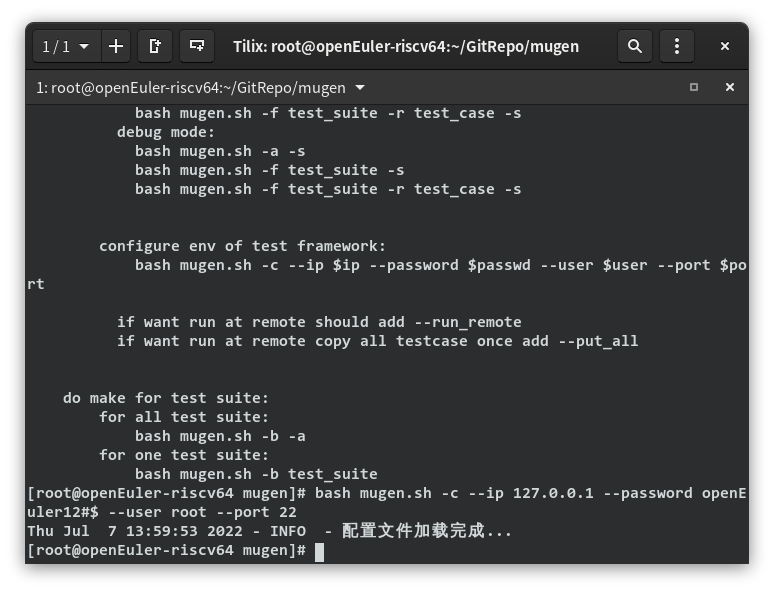 1 / 1
Tilix: root@openEuler-riscv64:~/GitRepo/mugen
1: root@openEuler-riscv64:~/GitRepo/mugen
bash mugen.sh -f test_suite -r test_case -s
debug mode:
bash mugen.sh -a -s
bash mugen.sh -f test_suite -s
bash mugen.sh -f test_suite -r test_case -s
configure env of test framework:
bash mugen.sh -c --ip $ip --password $passwd --user $user --port $po
rt
if want run at remote should add --run_remote
if want run at remote copy all testcase once add --put_all
do make for test suite:
for all test suite:
bash mugen.sh -b -a
for one test suite:
bash mugen.sh -b test_suite
[root@openEuler-riscv64 mugen]# bash mugen.sh -c --ip 127.0.0.1 --password openE
uler12#$ --user root --port 22
Thu Jul  7 13:59:53 2022 - INFO  - 配置文件加载完成...
[root@openEuler-riscv64 mugen]#